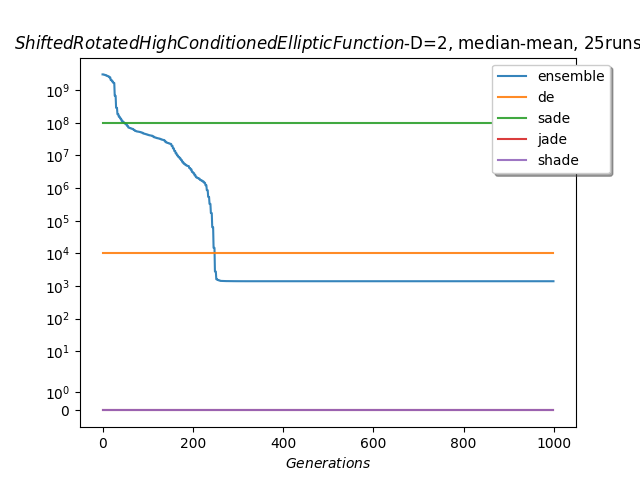 ShiftedRotatedHighConditionedEllipticFunction-D=2, median-mean, 25runs
ensemble
de
sade
jade
shade
10⁹
10⁸
10⁷
10⁶
10⁵
10⁴
10³
10²
10¹
10⁰
0
0 200 400 600 800 1000
Generations